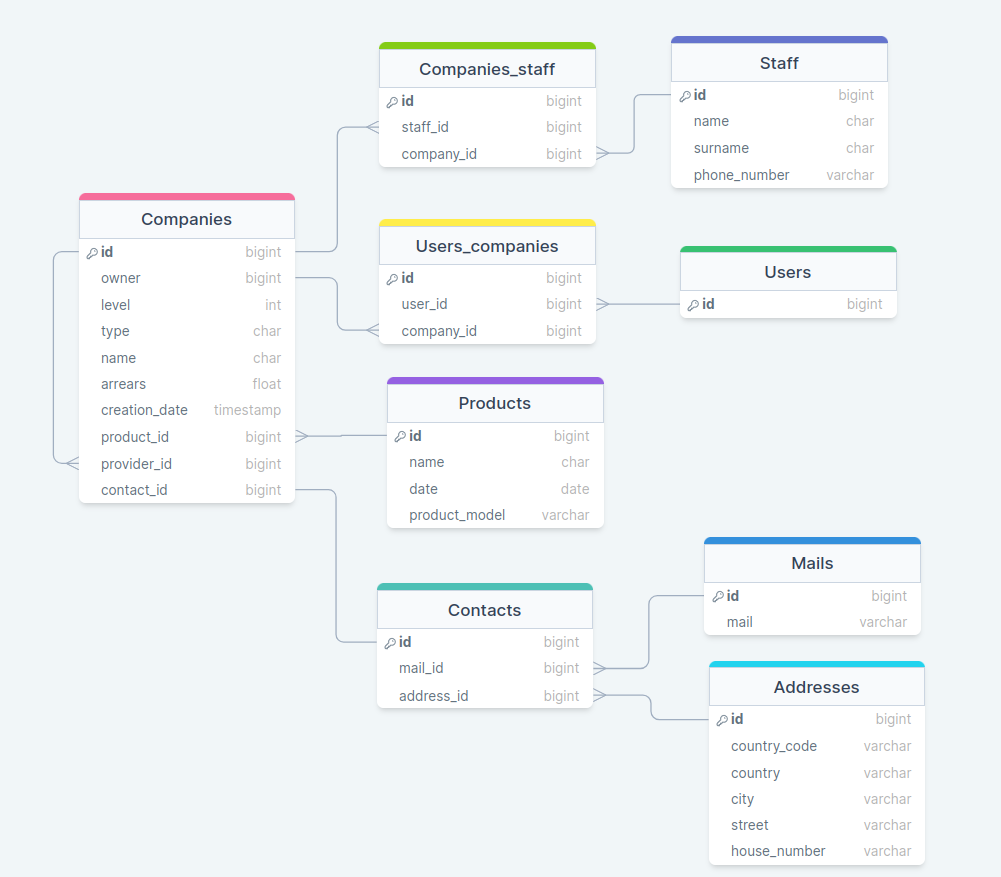 Companies_staff
id bigint
staff_id bigint
company_id bigint
Staff
id bigint
name char
surname char
phone_number varchar
Companies
id bigint
owner bigint
level int
type char
name char
arrears float
creation_date timestamp
product_id bigint
provider_id bigint
contact_id bigint
Users_companies
id bigint
user_id bigint
company_id bigint
Users
id bigint
Products
id bigint
name char
date date
product_model varchar
Contacts
id bigint
mail_id bigint
address_id bigint
Mails
id bigint
mail varchar
Addresses
id bigint
country_code varchar
country varchar
city varchar
street varchar
house_number varchar